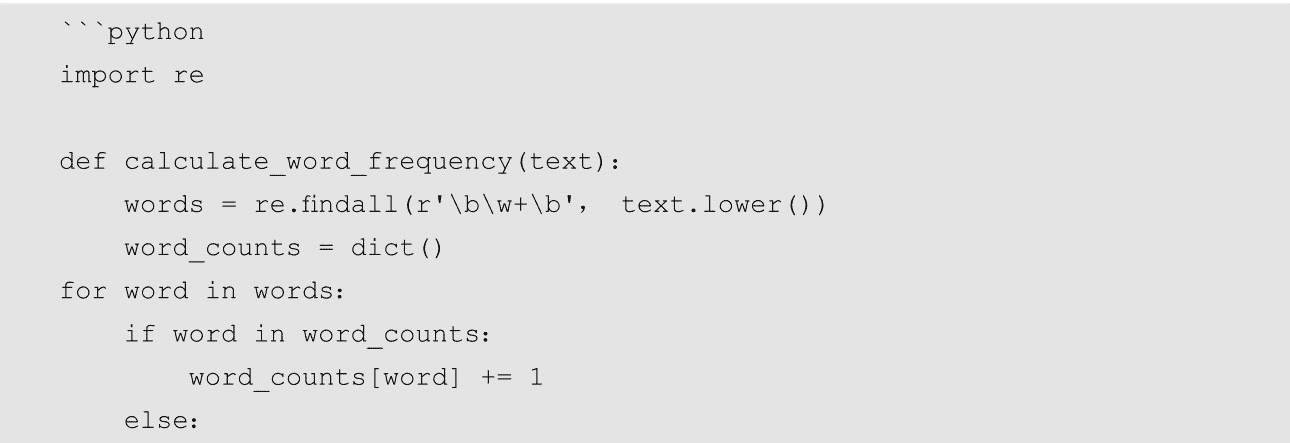 ```python
import re
def calculate_word_frequency(text):
    words = re.findall(r'\b\w+\b', text.lower())
    word_counts = dict()
for word in words:
    if word in word_counts:
        word_counts[word] += 1
    else: